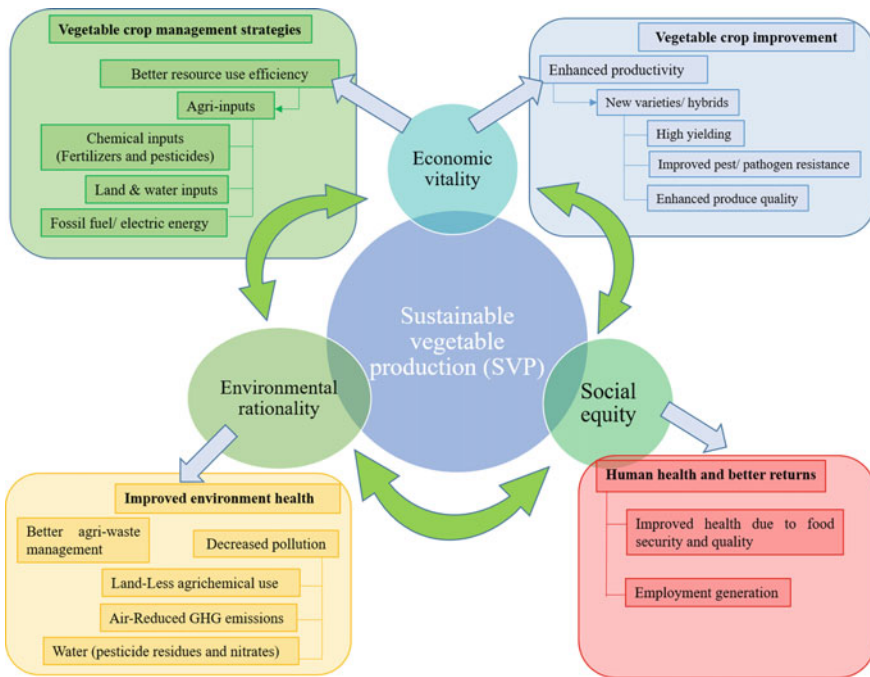 Vegetable crop management strategies
Better resource use efficiency
Agri-inputs
Chemical inputs
(Fertilizers and pesticides)
Land & water inputs
Fossil fuel/ electric energy
Vegetable crop improvement
Enhanced productivity
New varieties/ hybrids
High yielding
Improved pest/ pathogen resistance
Enhanced produce quality
Economic
vitality
Sustainable
vegetable
production (SVP)
Environmental
rationality
Social
equity
Improved environment health
Better agri-waste
management
Decreased pollution
Land-Less agrichemical use
Air-Reduced GHG emissions
Water (pesticide residues and nitrates)
Human health and better returns
Improved health due to food
security and quality
Employment generation